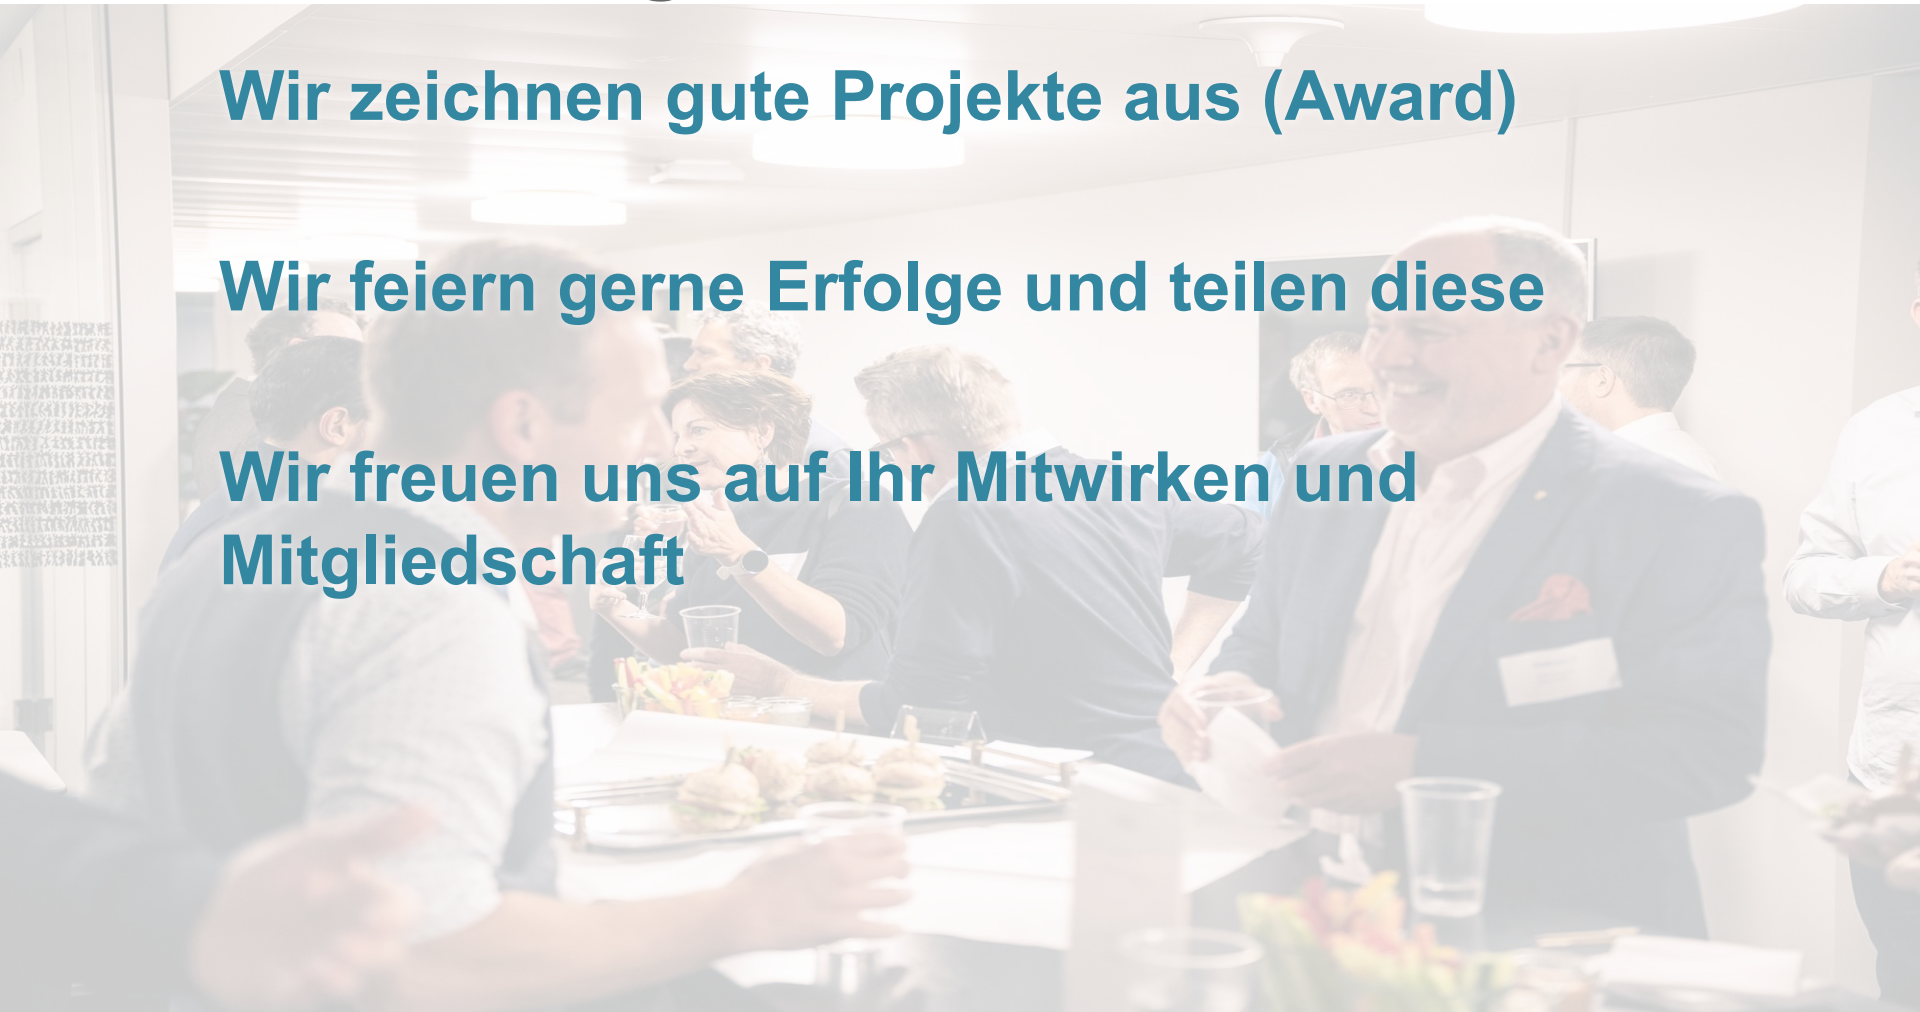 Wir zeichnen gute Projekte aus (Award)
Wir feiern gerne Erfolge und teilen diese
Wir freuen uns auf Ihr Mitwirken und
Mitgliedschaft